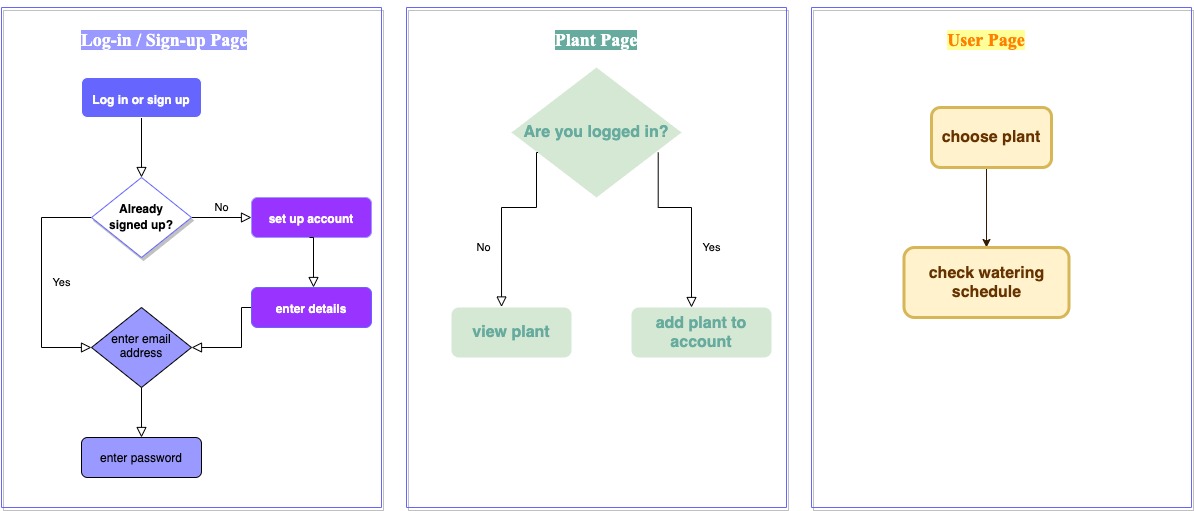 Log-in / Sign-up Page
Log in or sign up
Already
signed up?
No
set up account
Yes
enter details
enter email
address
enter password
Plant Page
Are you logged in?
No
Yes
view plant
add plant to
account
User Page
choose plant
check watering
schedule